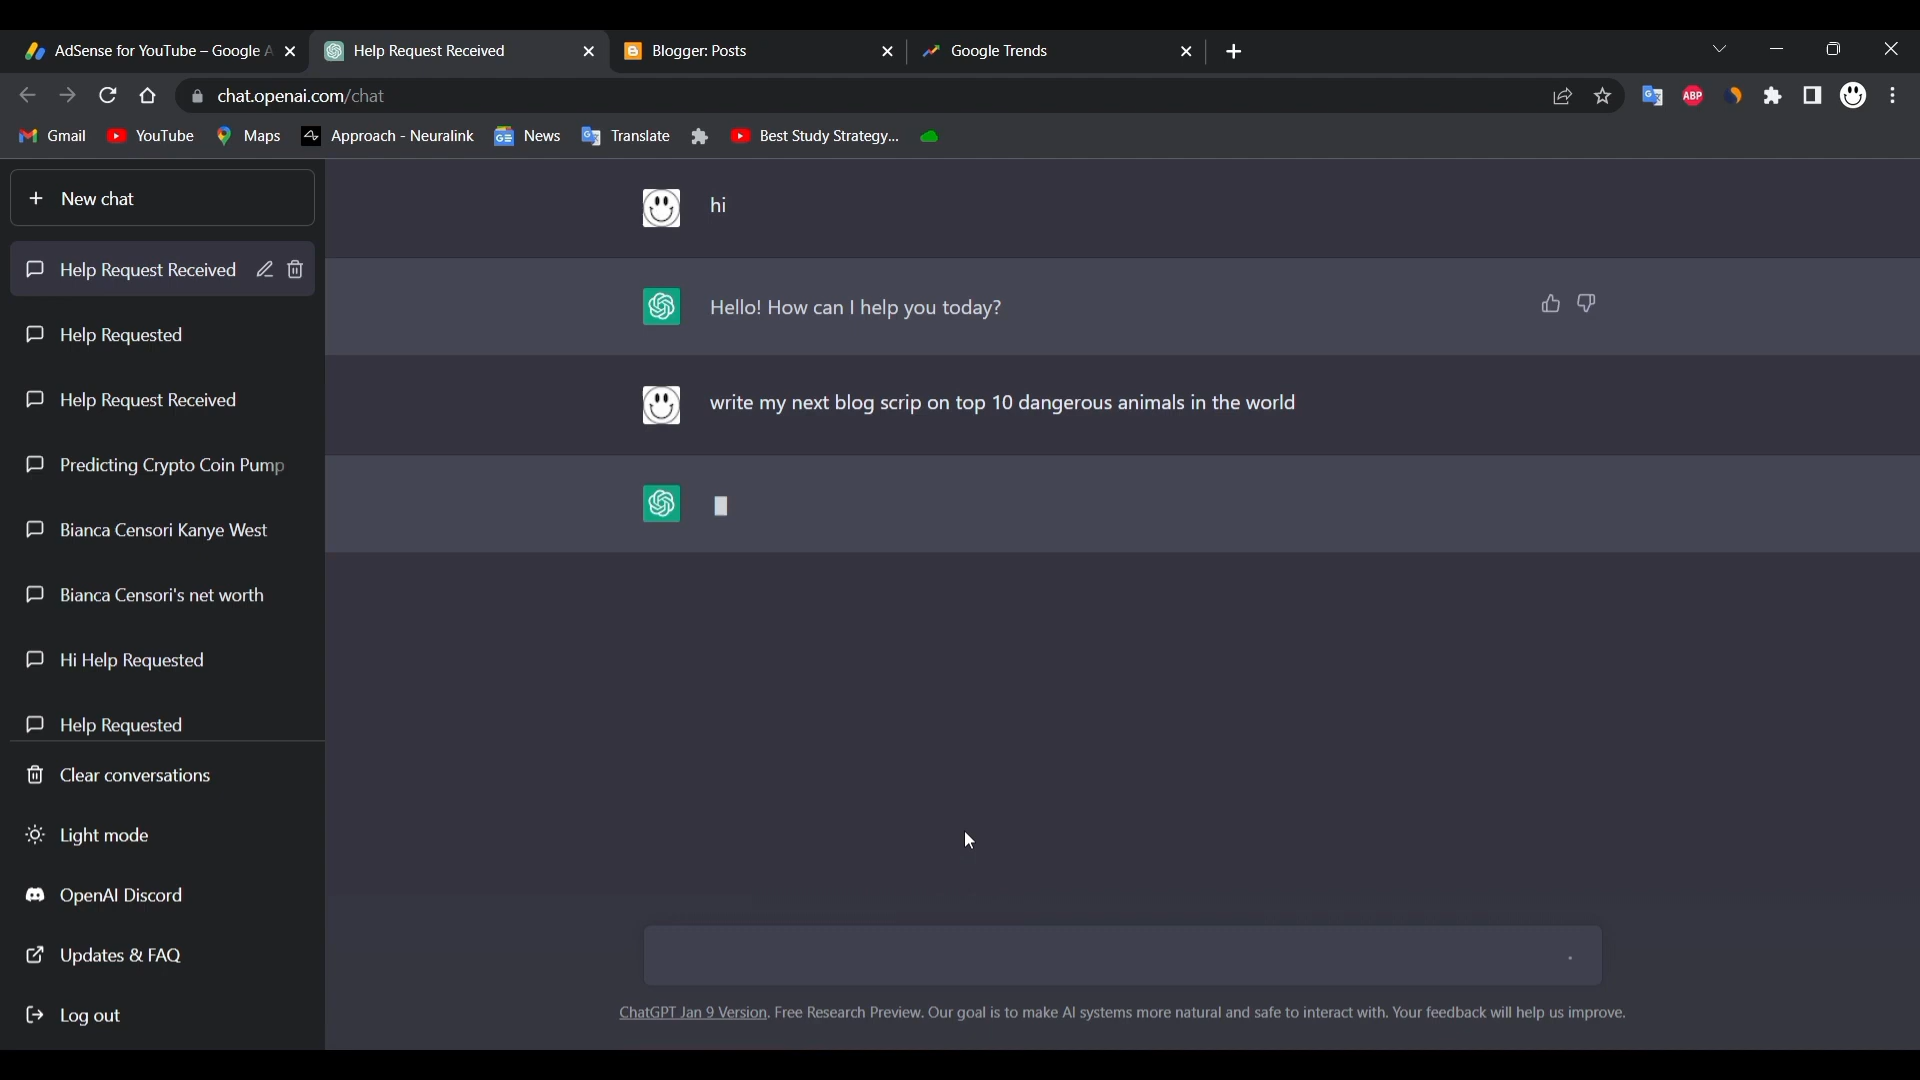 AdSense for YouTube – Google A
Help Request Received
Blogger: Posts
Google Trends
chat.openai.com/chat
ABP
Gmail
YouTube
Maps
Approach - Neuralink
News
Translate
Best Study Strategy...
New chat
Help Request Received
Help Requested
Help Request Received
Predicting Crypto Coin Pump
Bianca Censori Kanye West
Bianca Censori's net worth
Hi Help Requested
Help Requested
Clear conversations
Light mode
OpenAI Discord
Updates & FAQ
Log out
hi
Hello! How can I help you today?
write my next blog scrip on top 10 dangerous animals in the world
ChatGPT Jan 9 Version. Free Research Preview. Our goal is to make AI systems more natural and safe to interact with. Your feedback will help us improve.